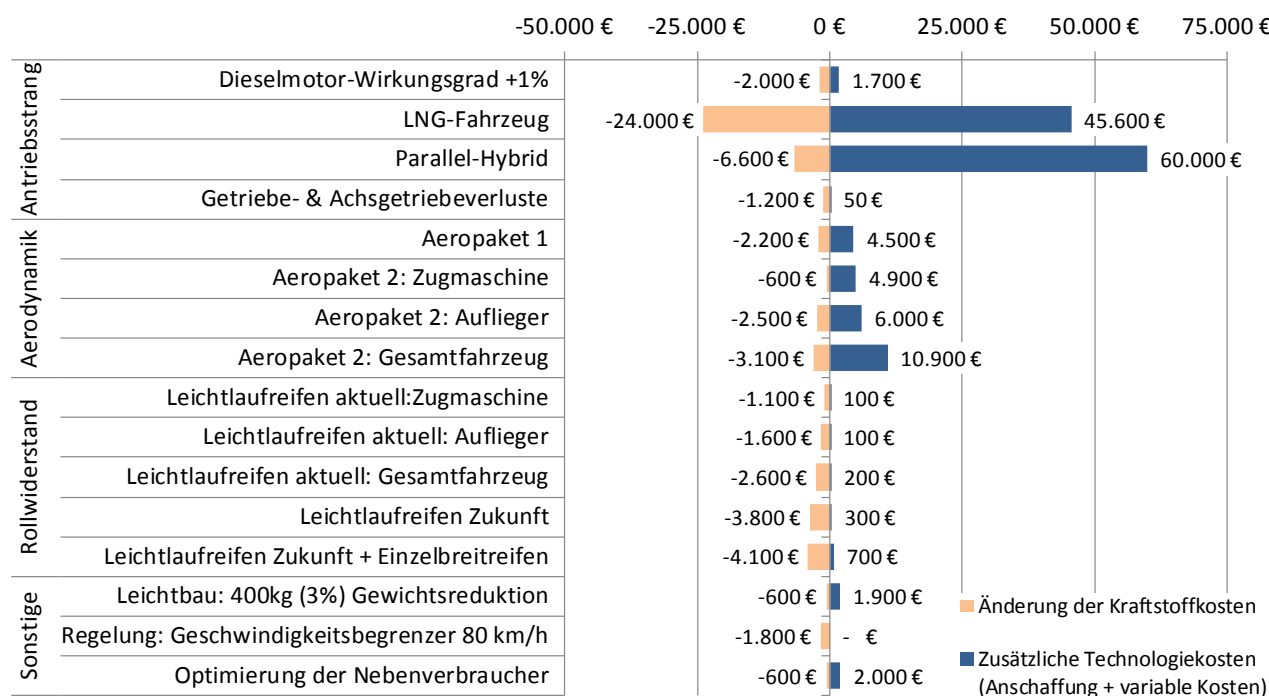 -50.000 € -25.000 € 0 € 25.000 € 50.000 € 75.000 €
Antriebsstrang
Dieselmotor-Wirkungsgrad +1% -2.000 € 1.700 €
LNG-Fahrzeug -24.000 € 45.600 €
Parallel-Hybrid -6.600 € 60.000 €
Getriebe- & Achsgetriebeverluste -1.200 € 50 €
Aerodynamik
Aeropaket 1 -2.200 € 4.500 €
Aeropaket 2: Zugmaschine -600 € 4.900 €
Aeropaket 2: Auflieger -2.500 € 6.000 €
Aeropaket 2: Gesamtfahrzeug -3.100 € 10.900 €
Rollwiderstand
Leichtlaufreifen aktuell:Zugmaschine -1.100 € 100 €
Leichtlaufreifen aktuell: Auflieger -1.600 € 100 €
Leichtlaufreifen aktuell: Gesamtfahrzeug -2.600 € 200 €
Leichtlaufreifen Zukunft -3.800 € 300 €
Leichtlaufreifen Zukunft + Einzelbreitreifen -4.100 € 700 €
Sonstige
Leichtbau: 400kg (3%) Gewichtsreduktion -600 € 1.900 €
Regelung: Geschwindigkeitsbegrenzer 80 km/h -1.800 € - €
Optimierung der Nebenverbraucher -600 € 2.000 €
Änderung der Kraftstoffkosten
Zusätzliche Technologiekosten
(Anschaffung + variable Kosten)